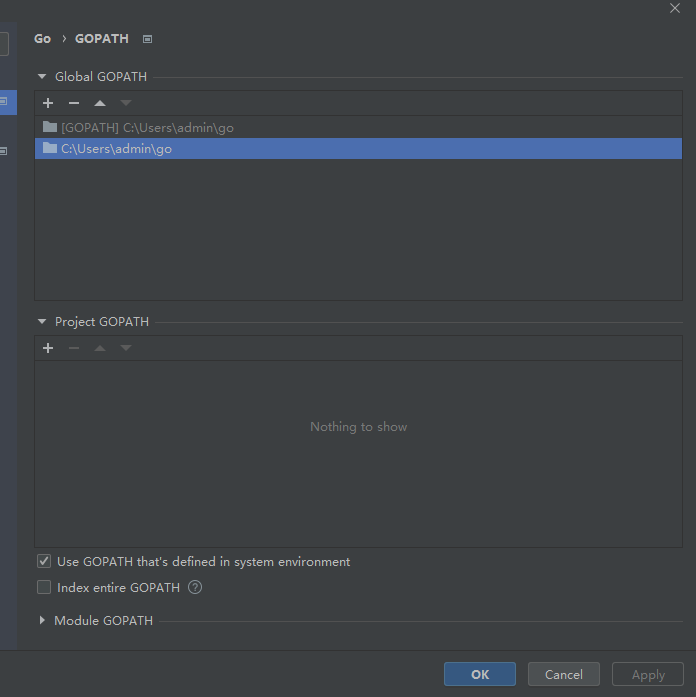 Go › GOPATH
Global GOPATH
[GOPATH] C:\Users\admin\go
C:\Users\admin\go
Project GOPATH
Nothing to show
Use GOPATH that's defined in system environment
Index entire GOPATH ?
Module GOPATH
OK Cancel Apply